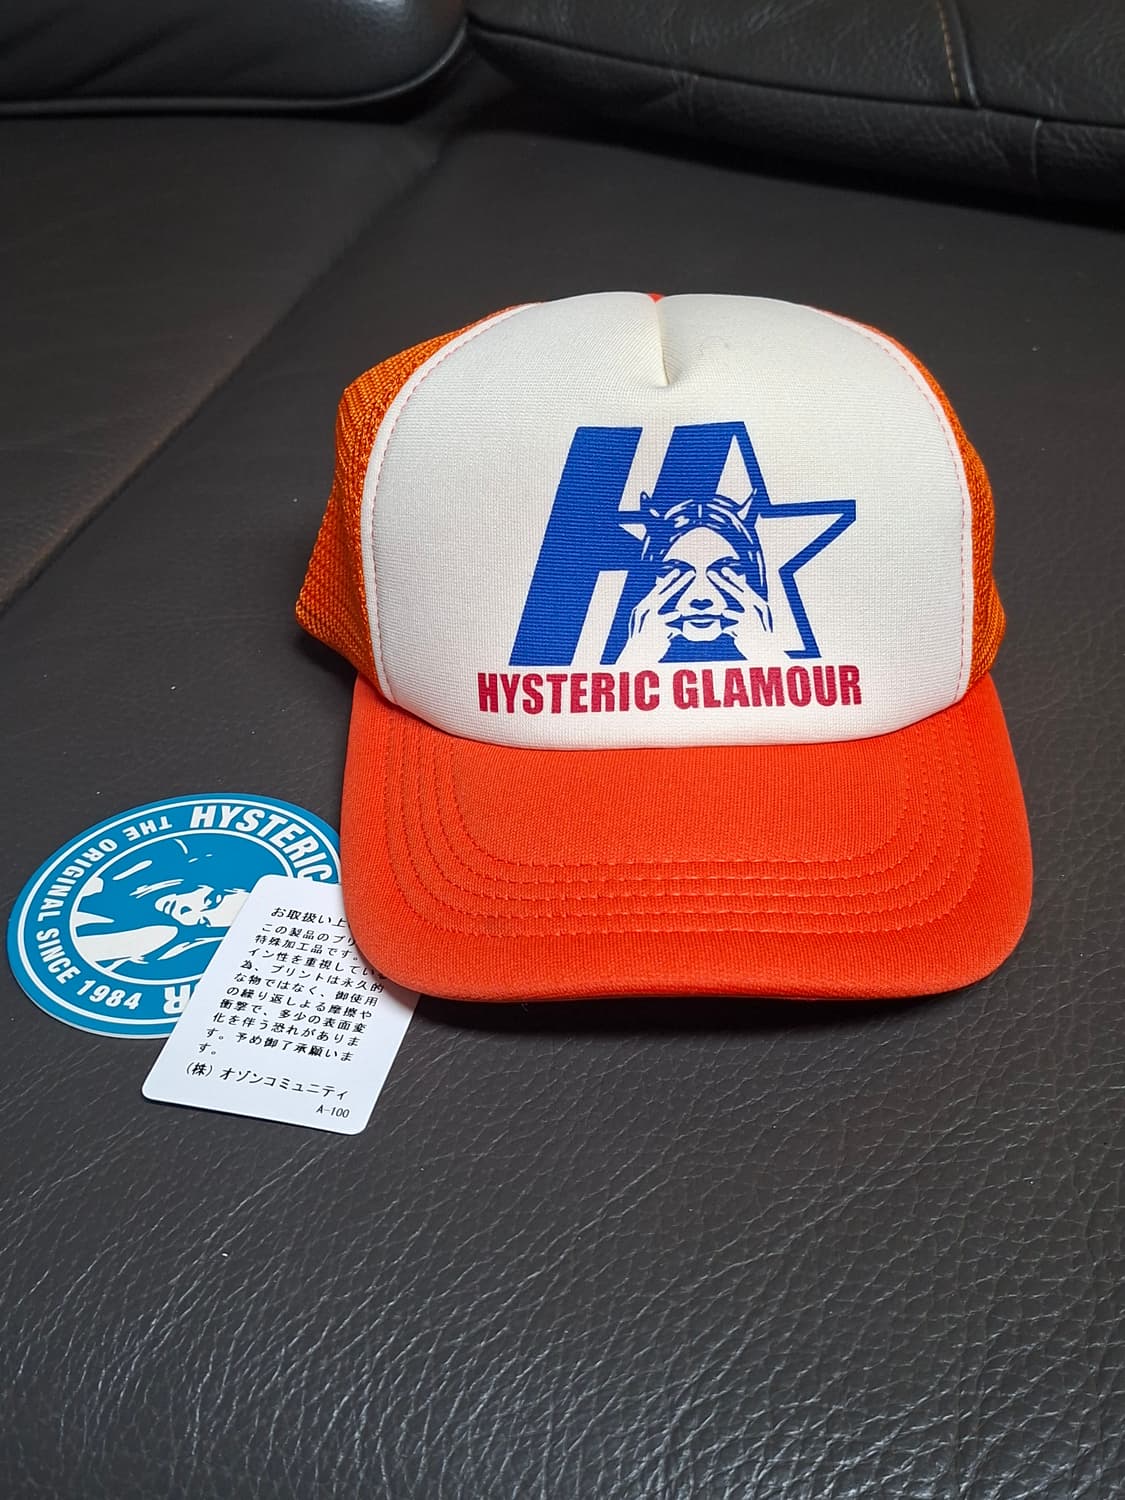 HYSTERIC GLAMOUR
THE ORIGINAL SINCE 1984
HYSTERIC
お取扱い上
この製品のプリ
特殊加工品です。
イン性を重視してい
為、プリントは永久的
な物ではなく、御使用
の繰り返しよる摩擦や
衝撃で、多少の表面変
化を伴う恐れがありま
す。予め御了承願いま
す。
(株) オゾンコミュニティ
A-100